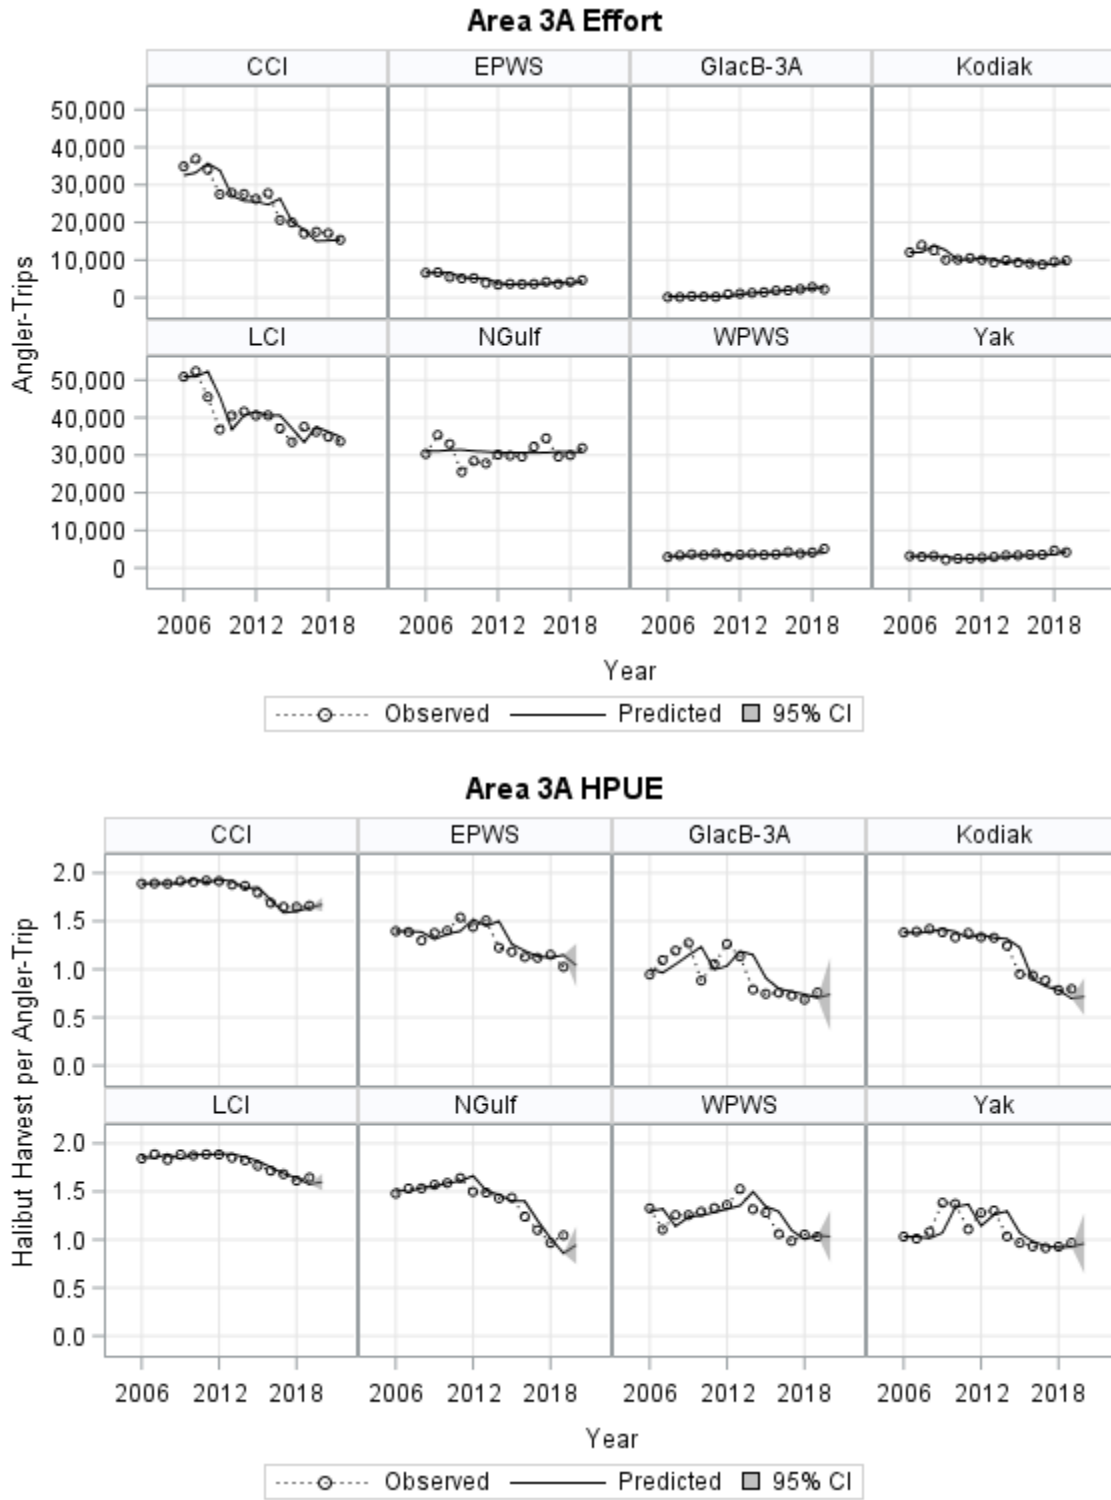 Area 3A Effort
CCI EPWS GlacB-3A Kodiak
50,000
40,000
30,000
20,000
10,000
0
LCI NGulf WPWS Yak
50,000
40,000
30,000
20,000
10,000
0
Angler-Trips
2006 2012 2018 2006 2012 2018 2006 2012 2018 2006 2012 2018
Year
Observed Predicted 95% CI
Area 3A HPUE
CCI EPWS GlacB-3A Kodiak
2.0
1.5
1.0
0.5
0.0
LCI NGulf WPWS Yak
2.0
1.5
1.0
0.5
0.0
Halibut Harvest per Angler-Trip
2006 2012 2018 2006 2012 2018 2006 2012 2018 2006 2012 2018
Year
Observed Predicted 95% CI